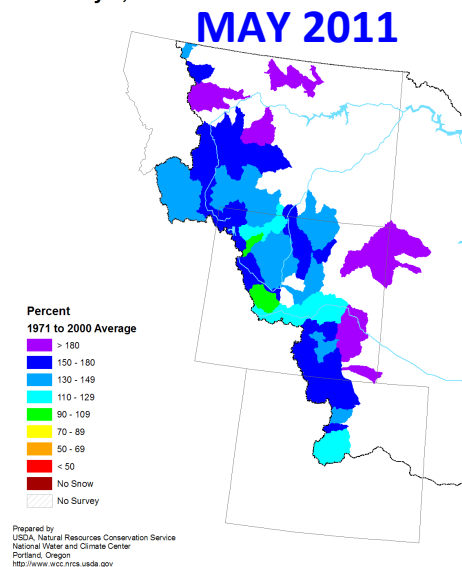 MAY 2011
Percent
1971 to 2000 Average
> 180
150 - 180
130 - 149
110 - 129
90 - 109
70 - 89
50 - 69
< 50
No Snow
No Survey
Prepared by
USDA, Natural Resources Conservation Service
National Water and Climate Center
Portland, Oregon
http://www.wcc.nrcs.usda.gov